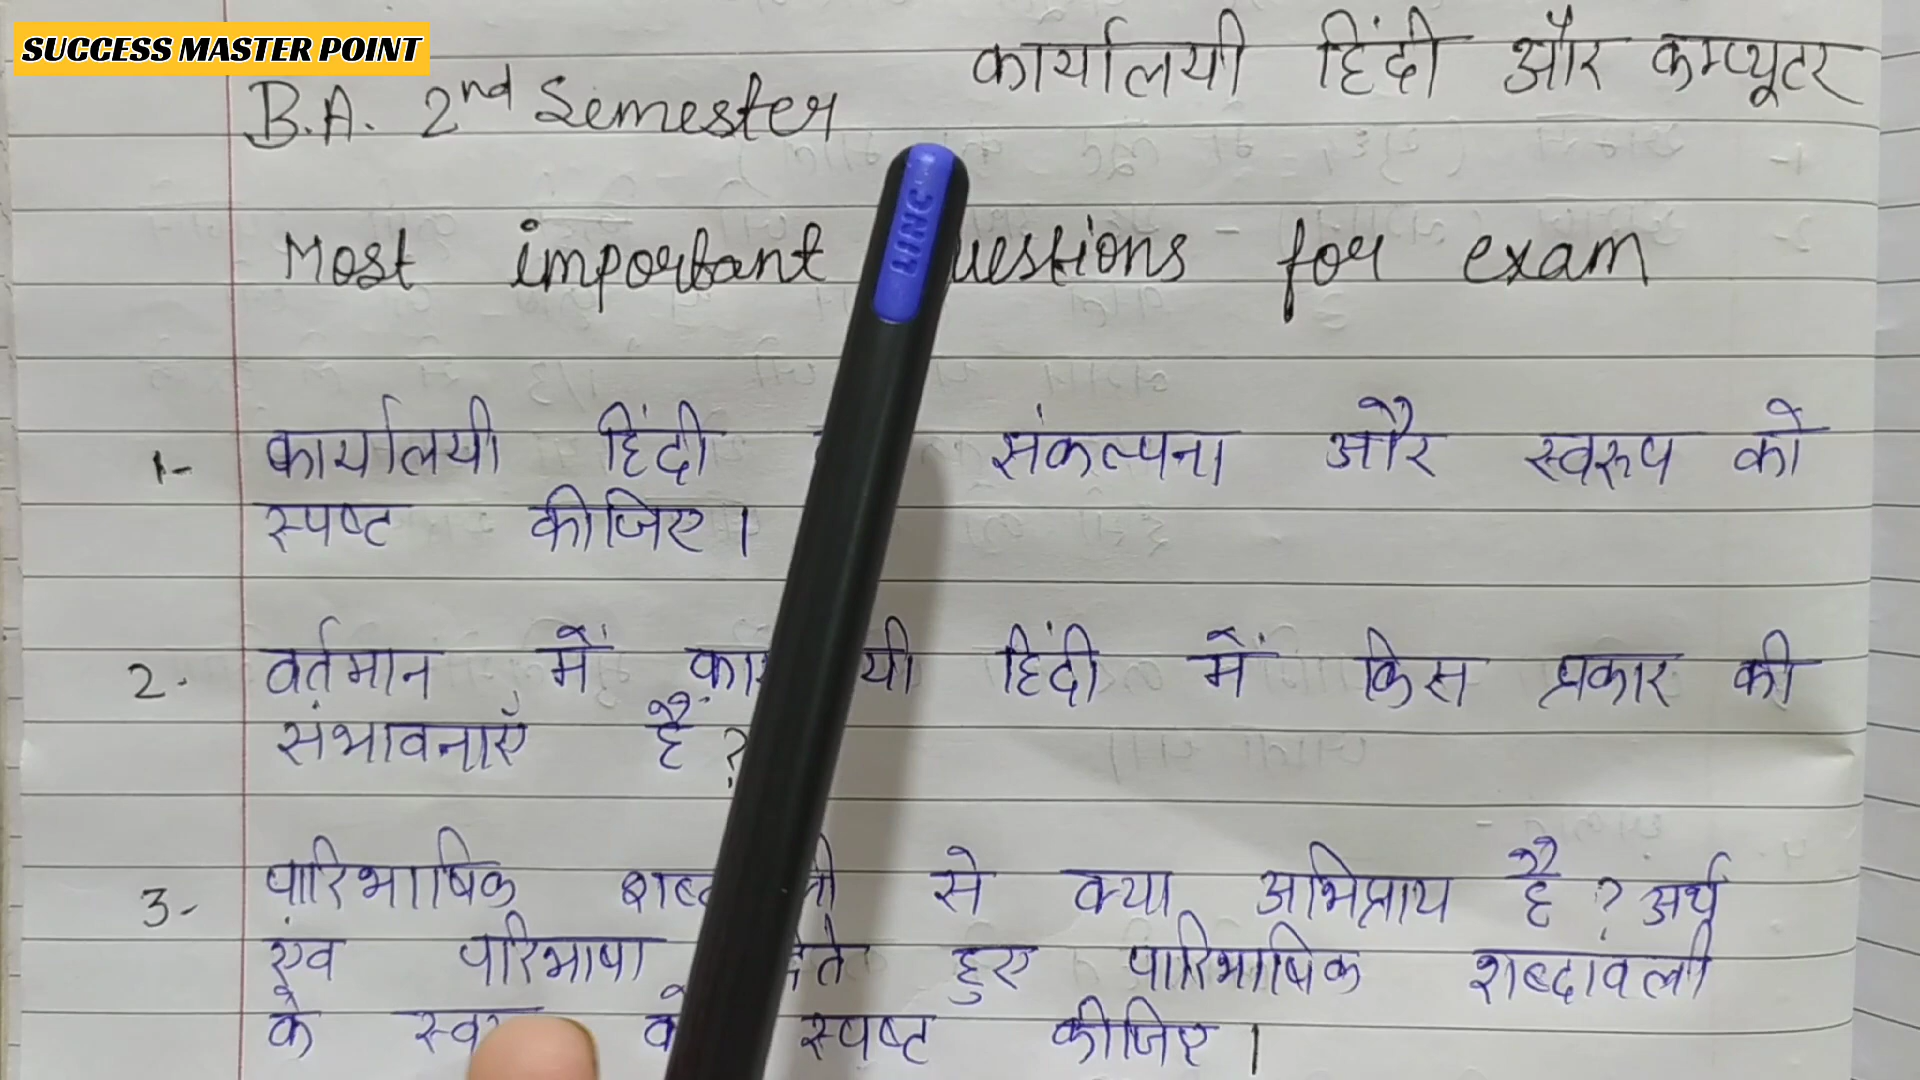 SUCCESS MASTER POINT
कार्यालयी हिंदी और कम्प्यूटर
B.A. 2nd Semester
LINC
Most important uestions for exam
1- कार्यालयी हिंदी संकल्पना और स्वरूप को
स्पष्ट कीजिए।
2. वर्तमान में यी हिंदी में किस प्रकार की
संभावनाएँ हैं?
3- पारिभाषिक से क्या अभिप्राय है? अर्थ
एंव परिभाषा देते हुए पारिभाषिक शब्दावली
के स्पष्ट कीजिए।